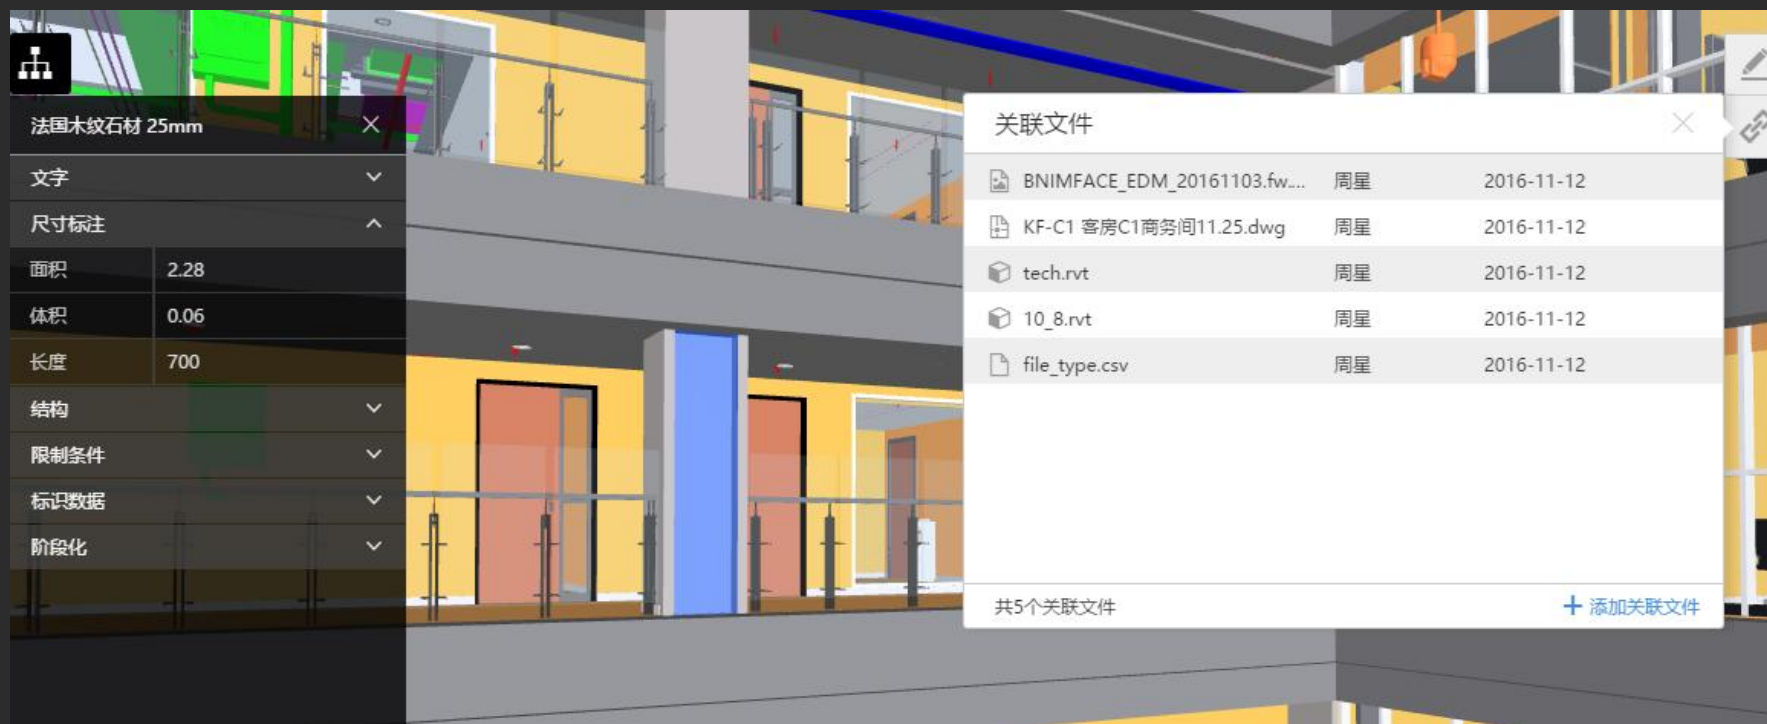 法国木纹石材 25mm
文字
尺寸标注
面积 2.28
体积 0.06
长度 700
结构
限制条件
标识数据
阶段化
关联文件
BNIMFACE_EDM_20161103.fw.... 周星 2016-11-12
KF-C1 客房C1商务间11.25.dwg 周星 2016-11-12
tech.rvt 周星 2016-11-12
10_8.rvt 周星 2016-11-12
file_type.csv 周星 2016-11-12
共5个关联文件 添加关联文件